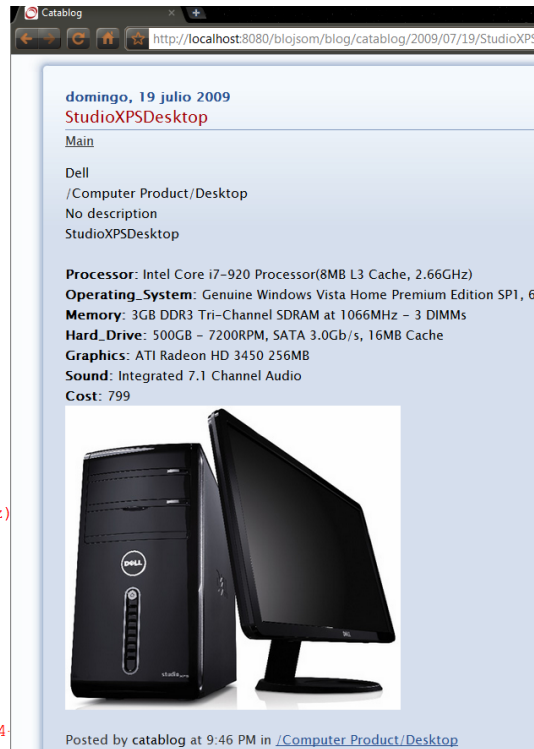 Catablog
http://localhost:8080/blojsom/blog/catablog/2009/07/19/StudioXPS
domingo, 19 julio 2009
StudioXPSDesktop
Main
Dell
/Computer Product/Desktop
No description
StudioXPSDesktop
Processor: Intel Core i7-920 Processor(8MB L3 Cache, 2.66GHz)
Operating_System: Genuine Windows Vista Home Premium Edition SP1, 6
Memory: 3GB DDR3 Tri-Channel SDRAM at 1066MHz - 3 DIMMs
Hard_Drive: 500GB - 7200RPM, SATA 3.0Gb/s, 16MB Cache
Graphics: ATI Radeon HD 3450 256MB
Sound: Integrated 7.1 Channel Audio
Cost: 799
DELL
studio xps
DELL
Posted by catablog at 9:46 PM in /Computer Product/Desktop